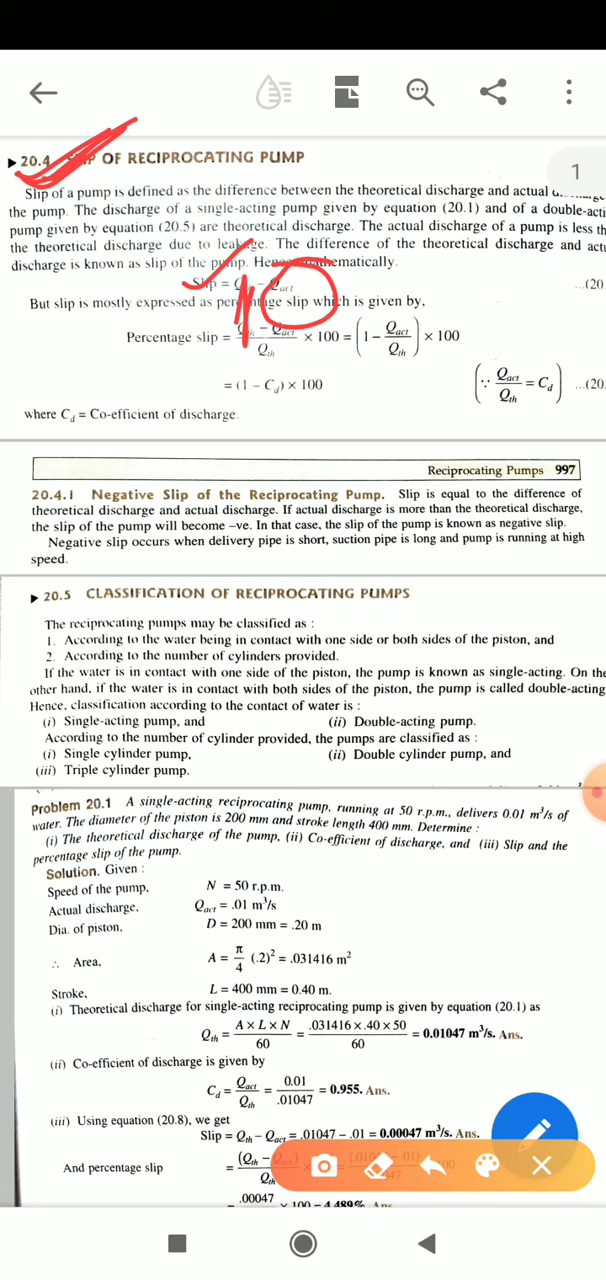 1
▶ 20.4 OF RECIPROCATING PUMP
Slip of a pump is defined as the difference between the theoretical discharge and actual
the pump. The discharge of a single-acting pump given by equation (20.1) and of a double-acti
pump given by equation (20.5) are theoretical discharge. The actual discharge of a pump is less th
the theoretical discharge due to leakage. The difference of the theoretical discharge and actu
discharge is known as slip of the pump. Hence, mathematically.
Slip = Q – Qact ...(20.
But slip is mostly expressed as percentage slip which is given by,
Percentage slip = (Qth – Qact) / Qth × 100 = (1 – Qact / Qth) × 100
= (1 – Cd) × 100 (∵ Qact / Qth = Cd) ...(20.
where Cd = Co-efficient of discharge.
Reciprocating Pumps 997
20.4.1 Negative Slip of the Reciprocating Pump. Slip is equal to the difference of
theoretical discharge and actual discharge. If actual discharge is more than the theoretical discharge,
the slip of the pump will become –ve. In that case, the slip of the pump is known as negative slip.
Negative slip occurs when delivery pipe is short, suction pipe is long and pump is running at high
speed.
▶ 20.5 CLASSIFICATION OF RECIPROCATING PUMPS
The reciprocating pumps may be classified as :
1. According to the water being in contact with one side or both sides of the piston, and
2. According to the number of cylinders provided.
If the water is in contact with one side of the piston, the pump is known as single-acting. On the
other hand, if the water is in contact with both sides of the piston, the pump is called double-acting
Hence, classification according to the contact of water is :
(i) Single-acting pump, and (ii) Double-acting pump.
According to the number of cylinder provided, the pumps are classified as :
(i) Single cylinder pump, (ii) Double cylinder pump, and
(iii) Triple cylinder pump.
Problem 20.1 A single-acting reciprocating pump, running at 50 r.p.m., delivers 0.01 m³/s of
water. The diameter of the piston is 200 mm and stroke length 400 mm. Determine :
(i) The theoretical discharge of the pump, (ii) Co-efficient of discharge, and (iii) Slip and the
percentage slip of the pump.
Solution. Given :
Speed of the pump, N = 50 r.p.m.
Actual discharge, Qact = .01 m³/s
Dia. of piston, D = 200 mm = .20 m
∴ Area, A = π/4 (.2)² = .031416 m²
Stroke, L = 400 mm = 0.40 m.
(i) Theoretical discharge for single-acting reciprocating pump is given by equation (20.1) as
Qth = A × L × N / 60 = .031416 × .40 × 50 / 60 = 0.01047 m³/s. Ans.
(ii) Co-efficient of discharge is given by
Cd = Qact / Qth = 0.01 / .01047 = 0.955. Ans.
(iii) Using equation (20.8), we get
Slip = Qth – Qact = .01047 – .01 = 0.00047 m³/s. Ans.
And percentage slip = (Qth – Qact) / Qth
= .00047 × 100 = 4.489% Ans